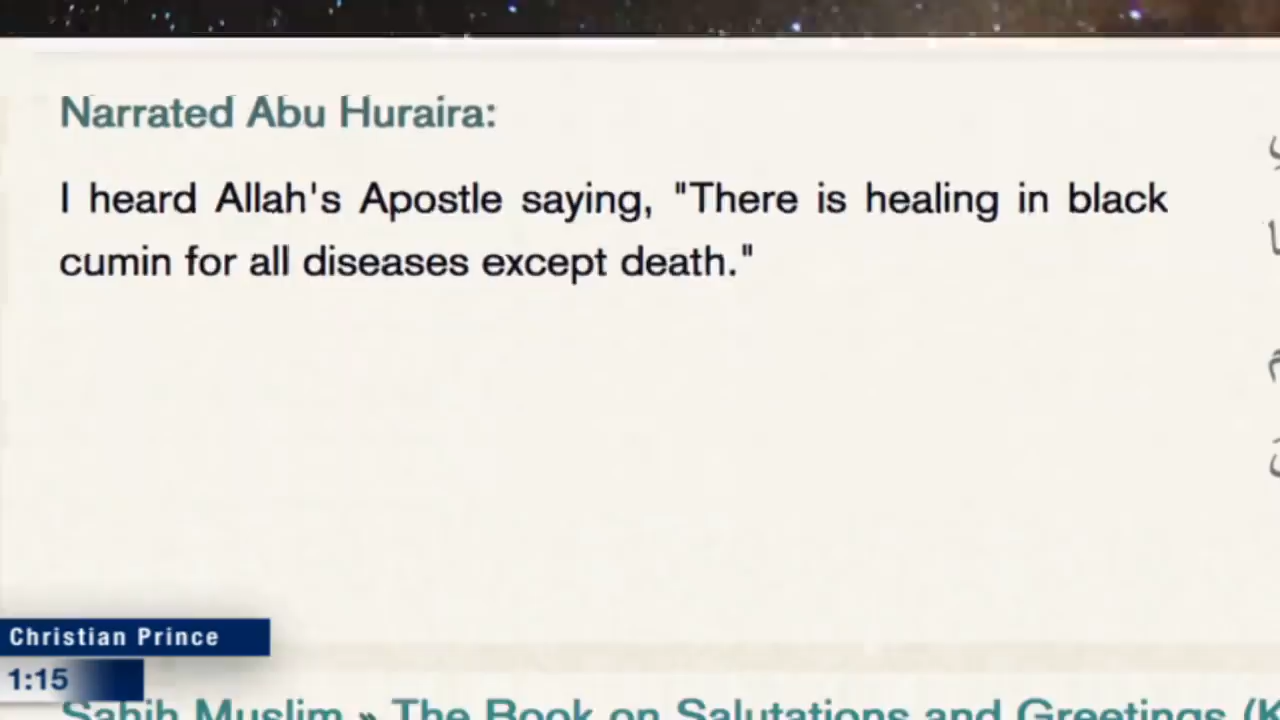 Narrated Abu Huraira:
I heard Allah's Apostle saying, "There is healing in black
cumin for all diseases except death."
Christian Prince
1:15
Sahih Muslim » The Book on Salutations and Greetings (K